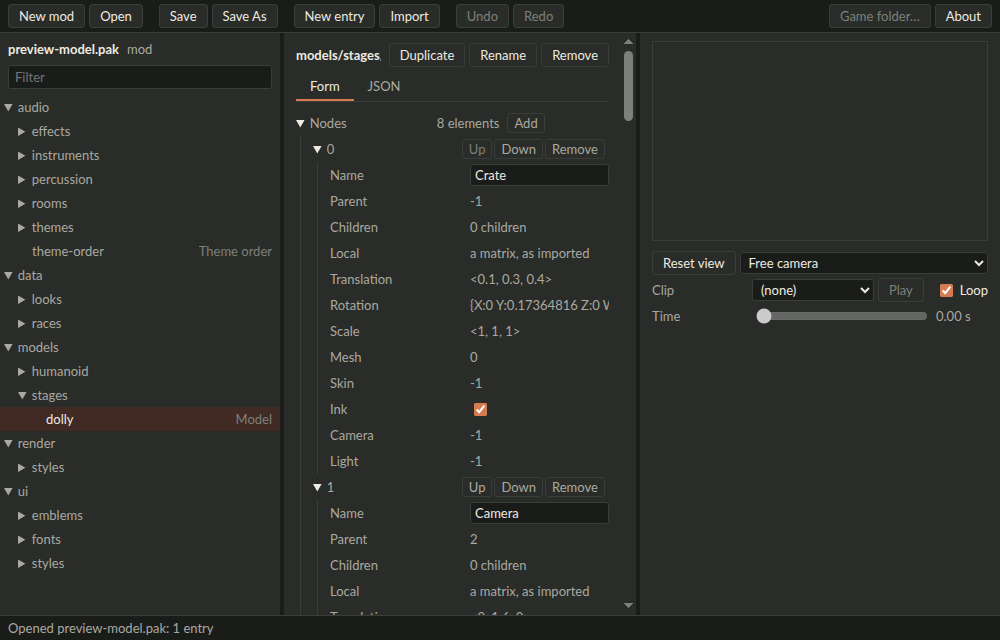 New mod Open Save Save As New entry Import Undo Redo Game folder... About
preview-model.pak mod
Filter
audio
effects
instruments
percussion
rooms
themes
theme-order Theme order
data
looks
races
models
humanoid
stages
dolly Model
render
styles
ui
emblems
fonts
styles
models/stages, Duplicate Rename Remove
Form JSON
Nodes 8 elements Add
0 Up Down Remove
Name Crate
Parent -1
Children 0 children
Local a matrix, as imported
Translation <0.1, 0.3, 0.4>
Rotation {X:0 Y:0.17364816 Z:0 W
Scale <1, 1, 1>
Mesh 0
Skin -1
Ink
Camera -1
Light -1
1 Up Down Remove
Name Camera
Parent 2
Children 0 children
Local a matrix, as imported
Reset view Free camera
Clip (none) Play Loop
Time 0.00 s
Opened preview-model.pak: 1 entry